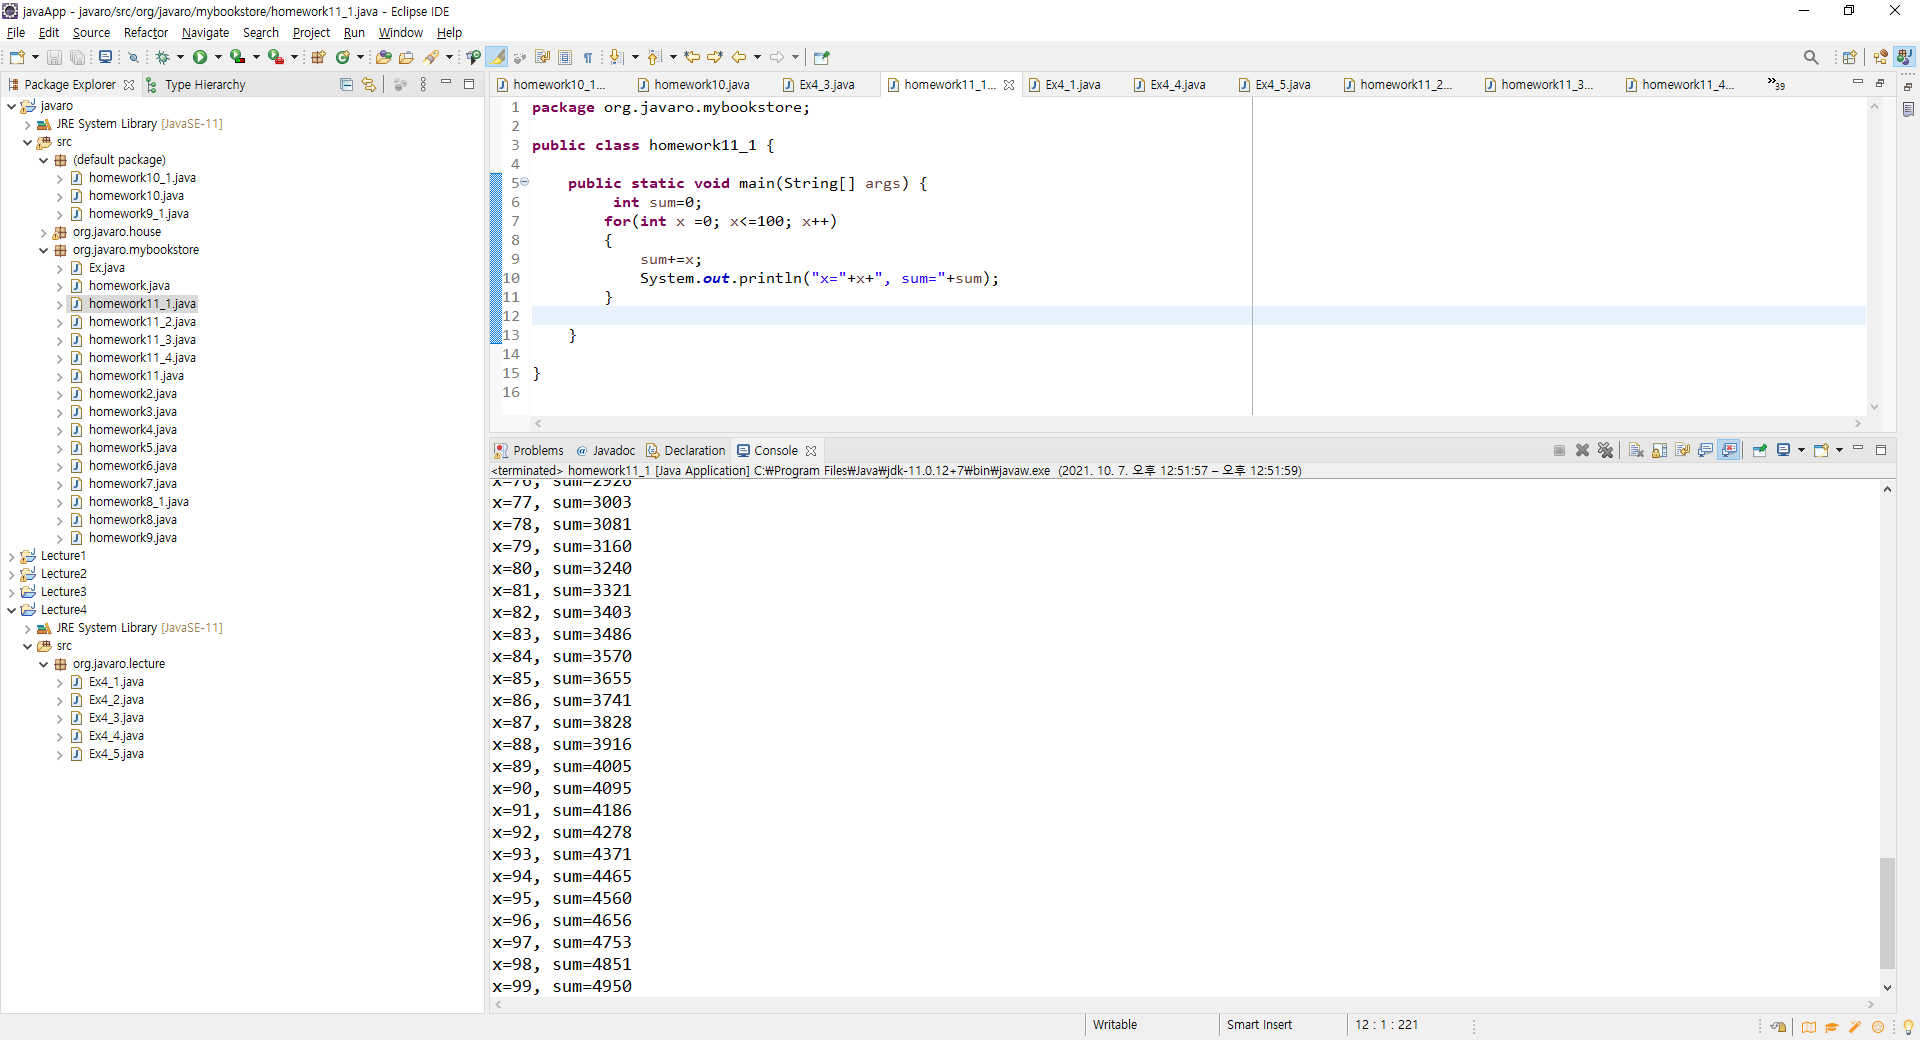 javaApp - javaro/src/org/javaro/mybookstore/homework11_1.java - Eclipse IDE
File Edit Source Refactor Navigate Search Project Run Window Help
Package Explorer Type Hierarchy
javaro
JRE System Library [JavaSE-11]
src
(default package)
homework10_1.java
homework10.java
homework9_1.java
org.javaro.house
org.javaro.mybookstore
Ex.java
homework.java
homework11_1.java
homework11_2.java
homework11_3.java
homework11_4.java
homework11.java
homework2.java
homework3.java
homework4.java
homework5.java
homework6.java
homework7.java
homework8_1.java
homework8.java
homework9.java
Lecture1
Lecture2
Lecture3
Lecture4
JRE System Library [JavaSE-11]
src
org.javaro.lecture
Ex4_1.java
Ex4_2.java
Ex4_3.java
Ex4_4.java
Ex4_5.java
homework10_1... homework10.java Ex4_3.java homework11_1... Ex4_1.java Ex4_4.java Ex4_5.java homework11_2... homework11_3... homework11_4... »39
1 package org.javaro.mybookstore;
2
3 public class homework11_1 {
4
5 public static void main(String[] args) {
6 int sum=0;
7 for(int x =0; x<=100; x++)
8 {
9 sum+=x;
10 System.out.println("x="+x+", sum="+sum);
11 }
12
13 }
14
15 }
16
Problems Javadoc Declaration Console
<terminated> homework11_1 [Java Application] C:₩Program Files₩Java₩jdk-11.0.12+7₩bin₩javaw.exe (2021. 10. 7. 오후 12:51:57 – 오후 12:51:59)
x=76, sum=2926
x=77, sum=3003
x=78, sum=3081
x=79, sum=3160
x=80, sum=3240
x=81, sum=3321
x=82, sum=3403
x=83, sum=3486
x=84, sum=3570
x=85, sum=3655
x=86, sum=3741
x=87, sum=3828
x=88, sum=3916
x=89, sum=4005
x=90, sum=4095
x=91, sum=4186
x=92, sum=4278
x=93, sum=4371
x=94, sum=4465
x=95, sum=4560
x=96, sum=4656
x=97, sum=4753
x=98, sum=4851
x=99, sum=4950
Writable Smart Insert 12 : 1 : 221